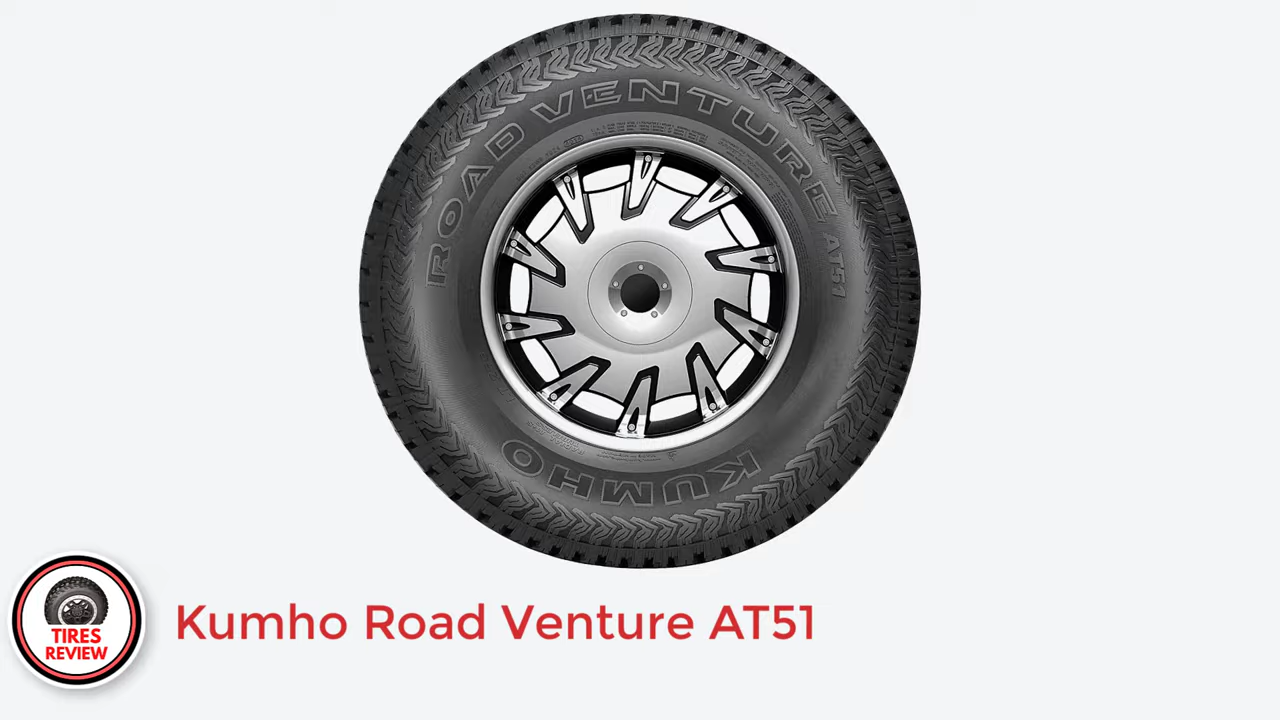 ROAD VENTURE AT51
KUMHO
TIRES
REVIEW
Kumho Road Venture AT51